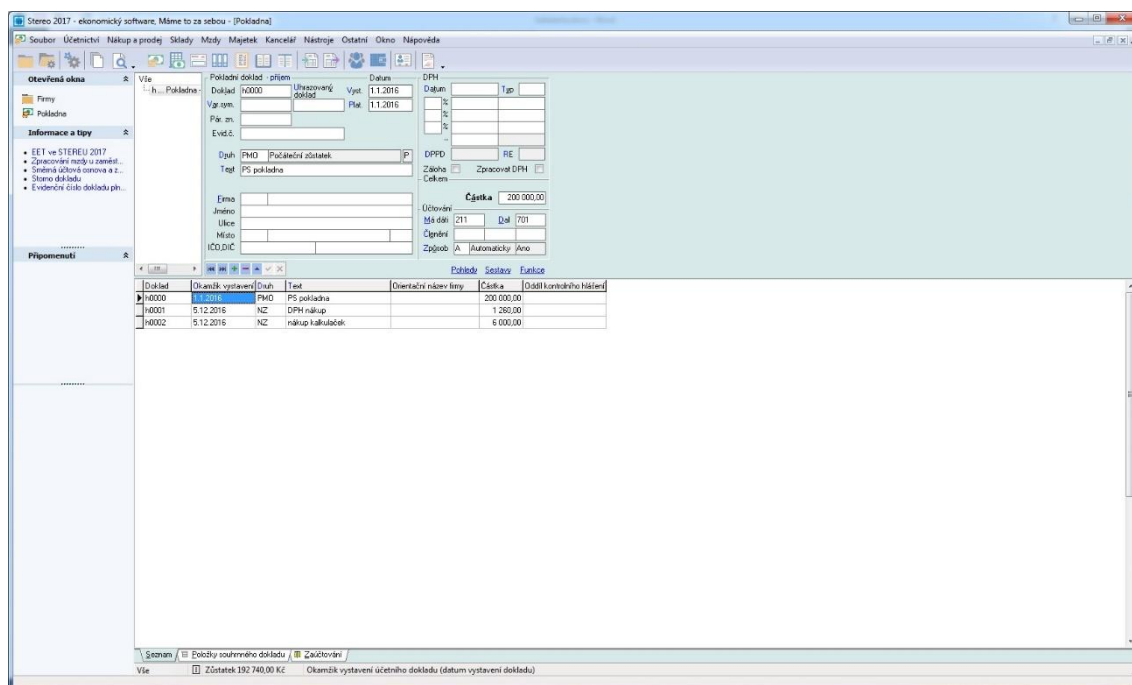 Stereo 2017 - ekonomický software, Máme to za sebou - [Pokladna]
Soubor Účetnictví Nákup a prodej Sklady Mzdy Majetek Kancelář Nástroje Ostatní Okno Nápověda
Otevřená okna
Firmy
Pokladna
Informace a tipy
EET ve STEREU 2017
Zpracování mzdy u zaměst...
Směrná účtová osnova a z...
Storno dokladu
Evidenční číslo dokladu pln...
Připomenutí
Vše
h... Pokladna -
Pokladní doklad - příjem
Doklad h0000 Uhrazovaný doklad
Var.sym.
Pár. zn.
Evid.č.
Datum
Vyst. 1.1.2016
Plat. 1.1.2016
Druh PMO Počáteční zůstatek P
Text PS pokladna
Firma
Jméno
Ulice
Místo
IČO,DIČ
DPH
Datum Typ
%
%
%
DPPD RE
Záloha Zpracovat DPH
Celkem
Částka 200 000,00
Účtování
Má dáti 211 Dal 701
Členění
Způsob A Automaticky Ano
Pohledy Sestavy Funkce
Doklad Okamžik vystavení Druh Text Orientační název firmy Částka Oddíl kontrolního hlášení
h0000 1.1.2016 PMO PS pokladna 200 000,00
h0001 5.12.2016 NZ DPH nákup 1 260,00
h0002 5.12.2016 NZ nákup kalkulaček 6 000,00
Seznam Položky souhrnného dokladu Zaúčtování
Vše Zůstatek 192 740,00 Kč Okamžik vystavení účetního dokladu (datum vystavení dokladu)